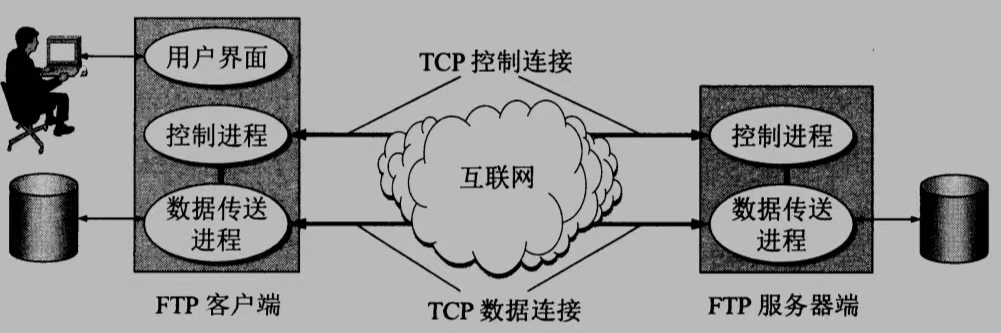 用户界面
TCP 控制连接
控制进程
控制进程
互联网
数据传送
进程
数据传送
进程
FTP 客户端
TCP 数据连接
FTP 服务器端